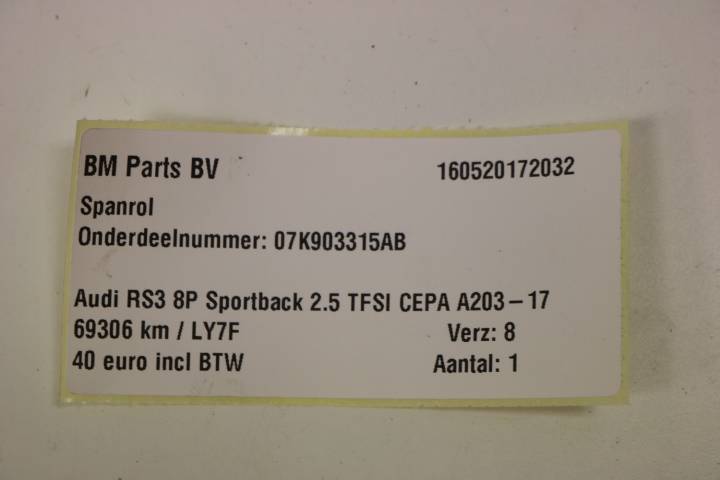 BM Parts BV 160520172032
Spanrol
Onderdeelnummer: 07K903315AB
Audi RS3 8P Sportback 2.5 TFSI CEPA A203-17
69306 km / LY7F Verz: 8
40 euro incl BTW Aantal: 1